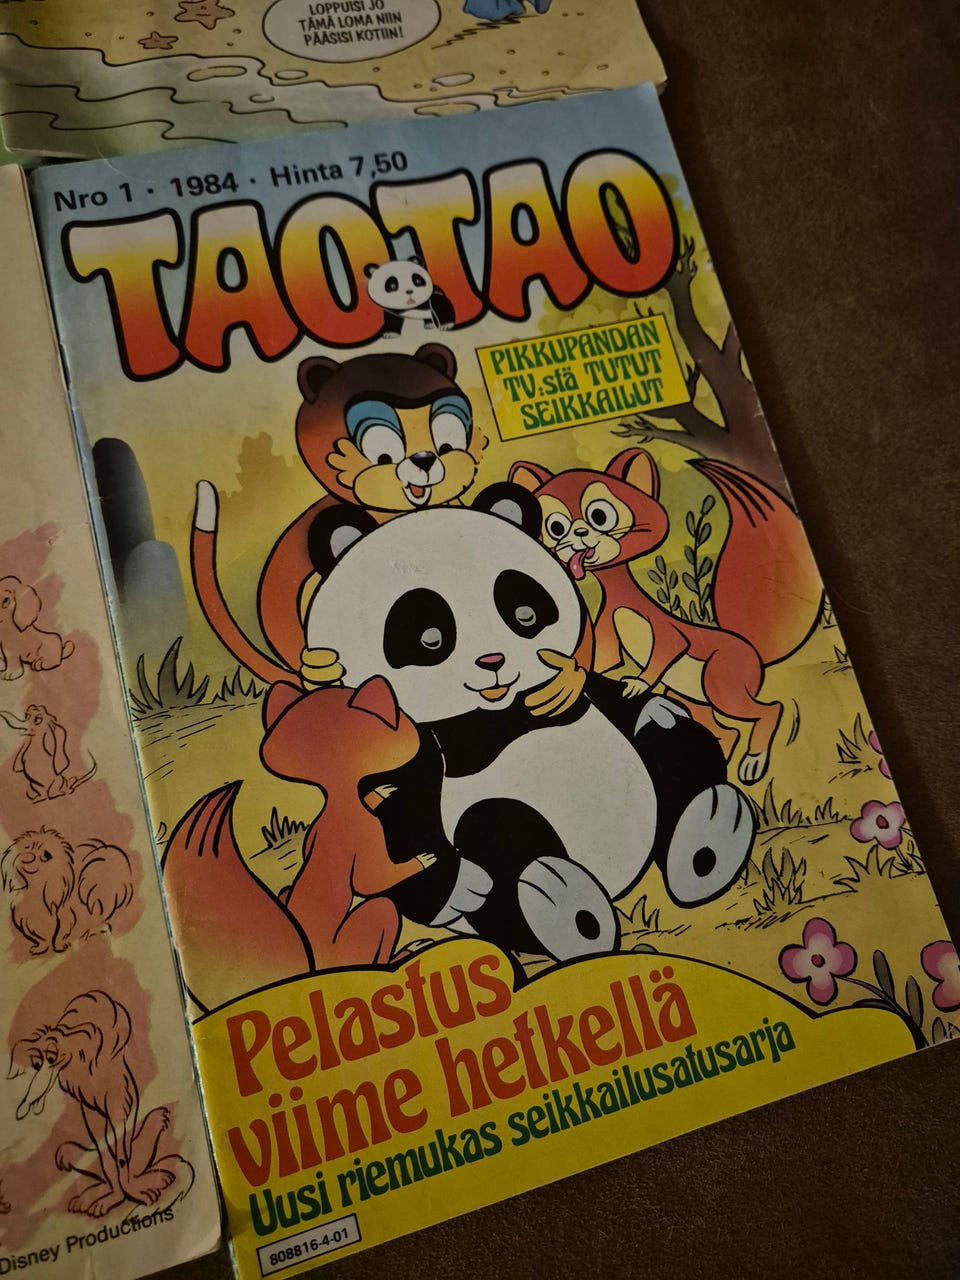 LOPPUISI JO
TÄMÄ LOMA NIIN
PÄÄSISI KOTIIN!
Nro 1 · 1984 · Hinta 7,50
TAOTAO
PIKKUPANDAN
TV:stä TUTUT
SEIKKAILUT
Pelastus
viime hetkellä
Uusi riemukas seikkailusatusarja
808816-4-01
Disney Productions